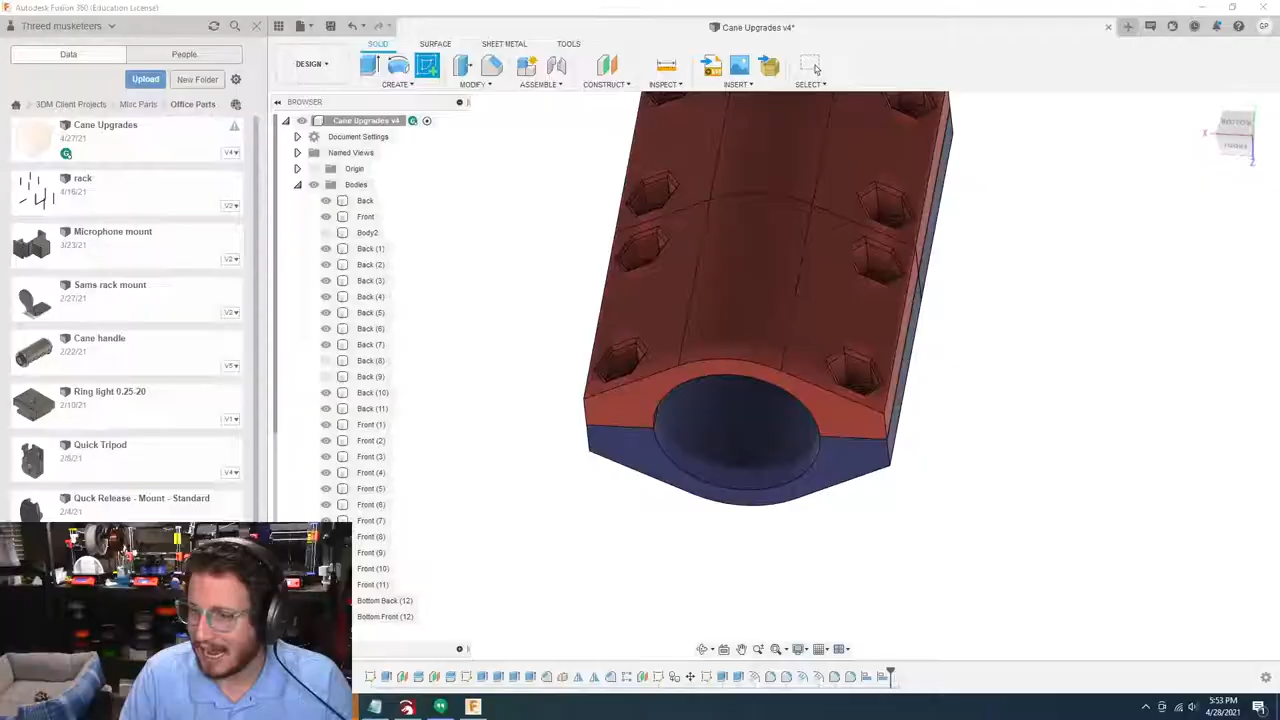 Autodesk Fusion 360 (Education License)
Threed musketers
Cane Upgrades v4*
GP
Data
People
SOLID
SURFACE
SHEET METAL
TOOLS
Upload
New Folder
DESIGN
CREATE
MODIFY
ASSEMBLE
CONSTRUCT
INSPECT
INSERT
SELECT
3DM Client Projects
Misc Parts
Office Parts
BROWSER
Cane Upgrades
4/27/21
V4
rack
4/16/21
V2
Microphone mount
3/23/21
V2
Sams rack mount
2/27/21
V2
Cane handle
2/22/21
V5
Ring light 0.25-20
2/10/21
V1
Quick Tripod
2/8/21
V4
Quck Release - Mount - Standard
2/4/21
Cane Upgrades v4
Document Settings
Named Views
Origin
Bodies
Back
Front
Body2
Back (1)
Back (2)
Back (3)
Back (4)
Back (5)
Back (6)
Back (7)
Back (8)
Back (9)
Back (10)
Back (11)
Front (1)
Front (2)
Front (3)
Front (4)
Front (5)
Front (6)
Front (7)
Front (8)
Front (9)
Front (10)
Front (11)
Bottom Back (12)
Bottom Front (12)
BOTTOM
FRONT
X
Z
5:53 PM
4/28/2021